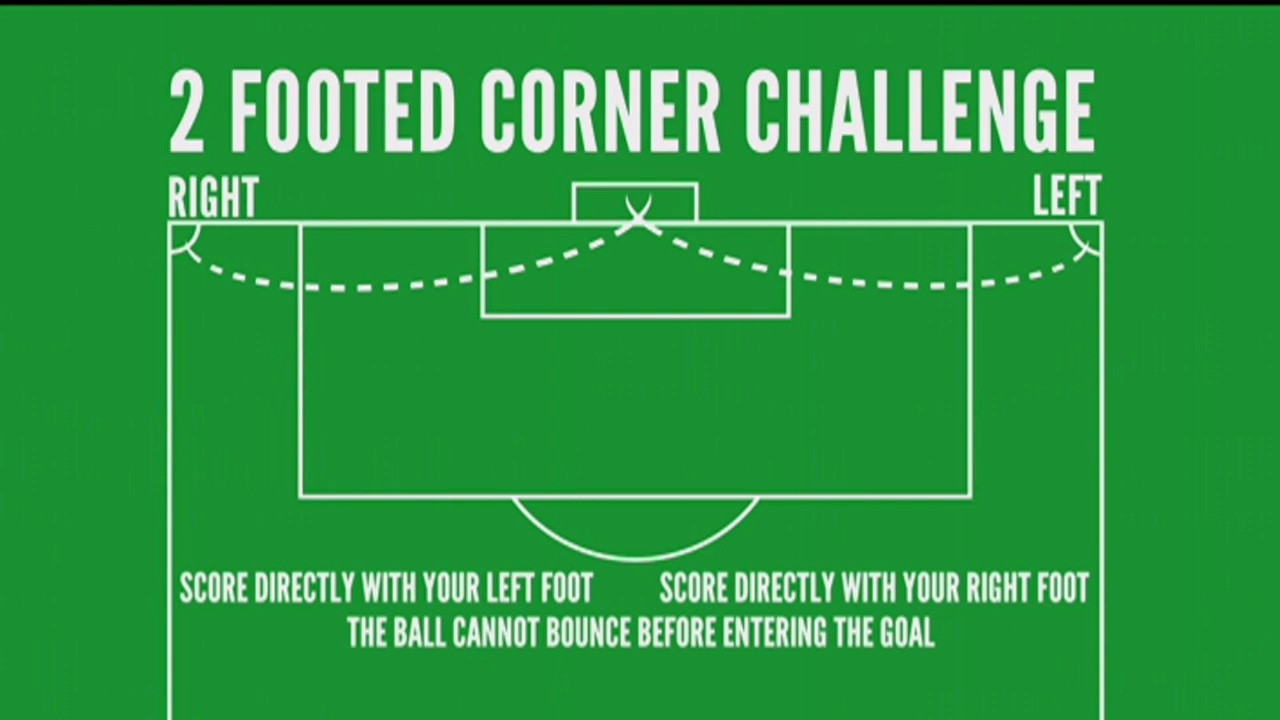 2 FOOTED CORNER CHALLENGE
RIGHT
LEFT
SCORE DIRECTLY WITH YOUR LEFT FOOT
SCORE DIRECTLY WITH YOUR RIGHT FOOT
THE BALL CANNOT BOUNCE BEFORE ENTERING THE GOAL